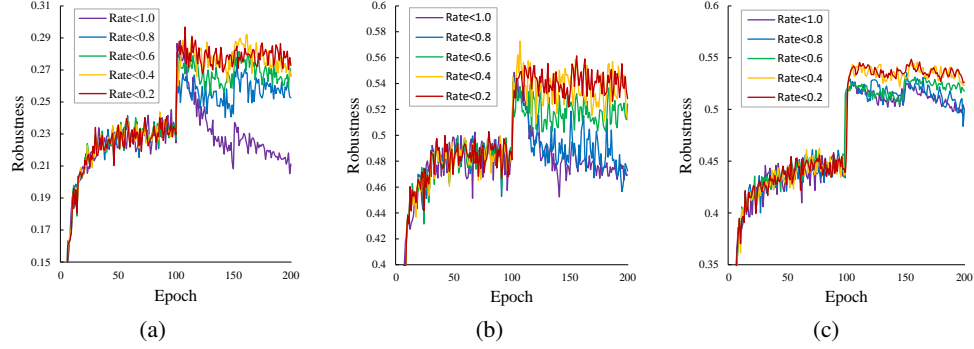 Rate<1.0
Rate<0.8
Rate<0.6
Rate<0.4
Rate<0.2
0.31
0.29
0.27
0.25
0.23
0.21
0.19
0.17
0.15
0
50
100
150
200
Robustness
Epoch
(a)
Rate<1.0
Rate<0.8
Rate<0.6
Rate<0.4
Rate<0.2
0.6
0.58
0.56
0.54
0.52
0.5
0.48
0.46
0.44
0.42
0.4
0
50
100
150
200
Robustness
Epoch
(b)
Rate<1.0
Rate<0.8
Rate<0.6
Rate<0.4
Rate<0.2
0.6
0.55
0.5
0.45
0.4
0.35
0
50
100
150
200
Robustness
Epoch
(c)